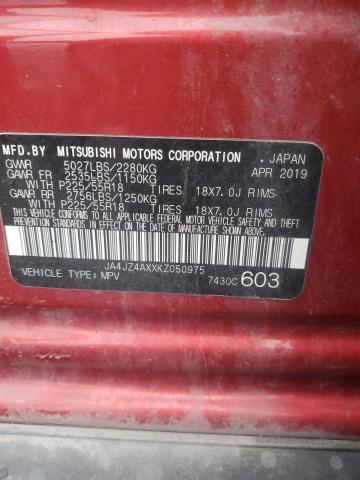 MFD.BY MITSUBISHI MOTORS CORPORATION , JAPAN
GVWR 5027LBS/2280KG APR 2019
GAWR FR 2535LBS/1150KG
WITH P225/55R18 TIRES 18X7.0J RIMS
GAWR RR 2756LBS/1250KG
WITH P225/55R18 TIRES 18X7.0J RIMS
THIS VEHICLE CONFORMS TO ALL APPLICABLE U.S. FEDERAL MOTOR VEHICLE SAFETY, BUMPER, AND THEFT
PREVENTION STANDARDS IN EFFECT ON THE DATE OF MANUFACTURE SHOWN ABOVE.
JA4JZ4AXXKZ050975
VEHICLE TYPE: MPV 7430C 603